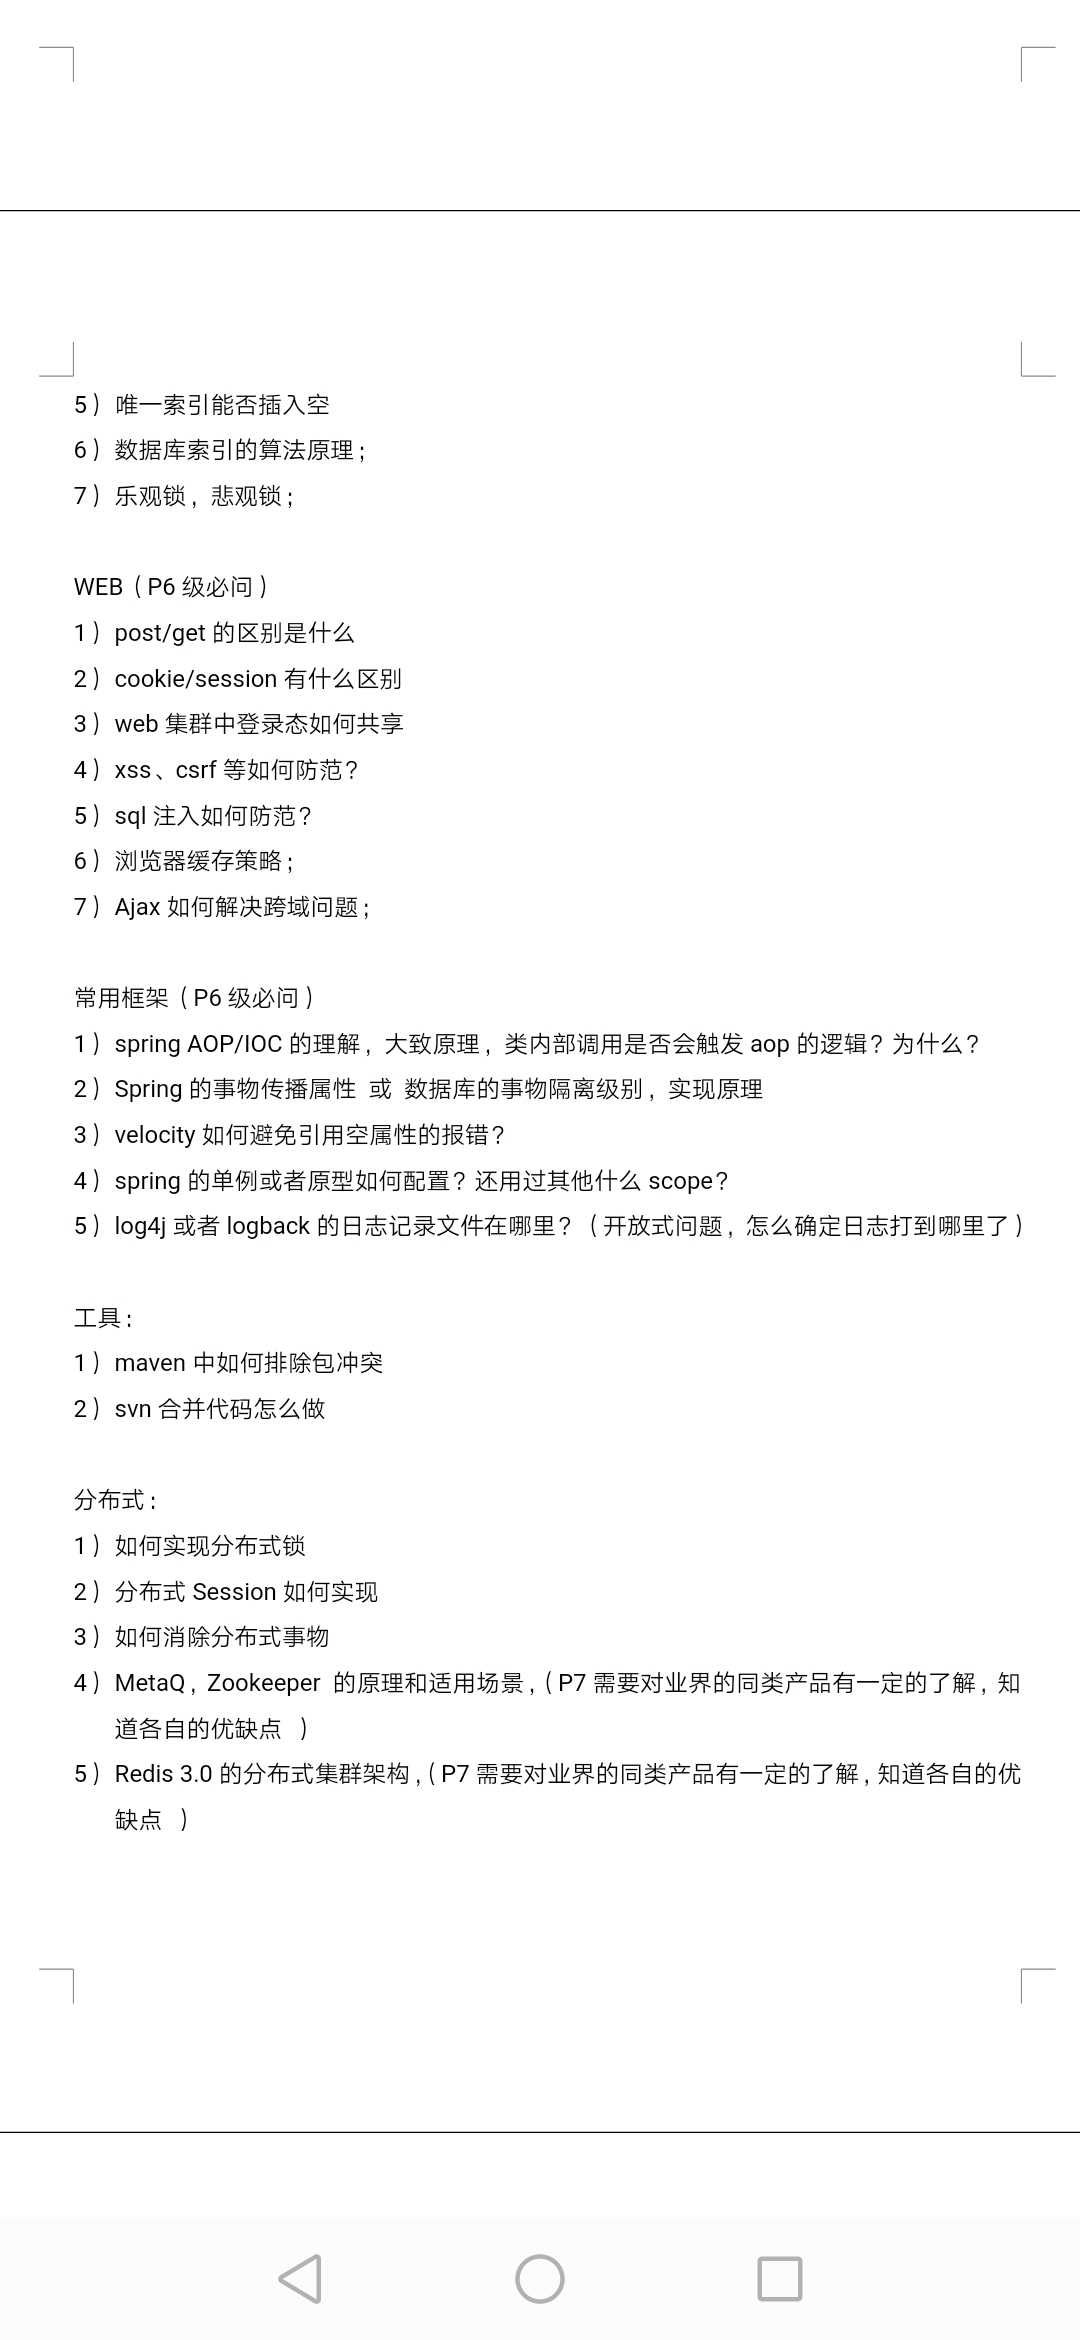 5）唯一索引能否插入空
6）数据库索引的算法原理；
7）乐观锁，悲观锁；
WEB（P6 级必问）
1）post/get 的区别是什么
2）cookie/session 有什么区别
3）web 集群中登录态如何共享
4）xss、csrf 等如何防范？
5）sql 注入如何防范？
6）浏览器缓存策略；
7）Ajax 如何解决跨域问题；
常用框架（P6 级必问）
1）spring AOP/IOC 的理解，大致原理，类内部调用是否会触发 aop 的逻辑？为什么？
2）Spring 的事物传播属性 或 数据库的事物隔离级别，实现原理
3）velocity 如何避免引用空属性的报错？
4）spring 的单例或者原型如何配置？还用过其他什么 scope？
5）log4j 或者 logback 的日志记录文件在哪里？（开放式问题，怎么确定日志打到哪里了）
工具：
1）maven 中如何排除包冲突
2）svn 合并代码怎么做
分布式：
1）如何实现分布式锁
2）分布式 Session 如何实现
3）如何消除分布式事物
4）MetaQ，Zookeeper 的原理和适用场景，（P7 需要对业界的同类产品有一定的了解，知
道各自的优缺点 ）
5）Redis 3.0 的分布式集群架构，（P7 需要对业界的同类产品有一定的了解，知道各自的优
缺点 ）